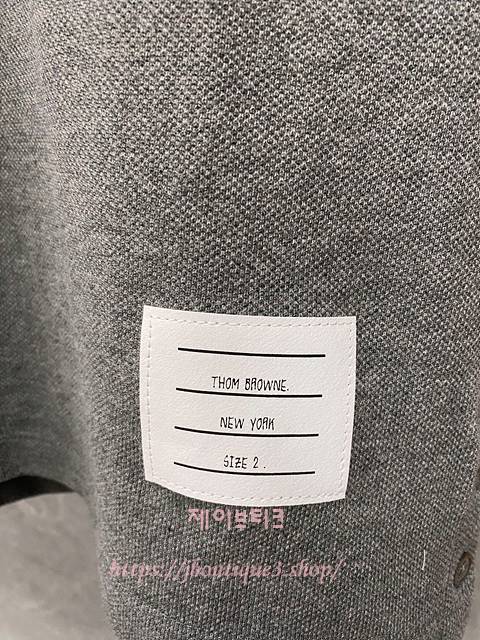 THOM BROWNE.
NEW YORK
SIZE 2 .
제이부티크
https://jboutique3.shop/